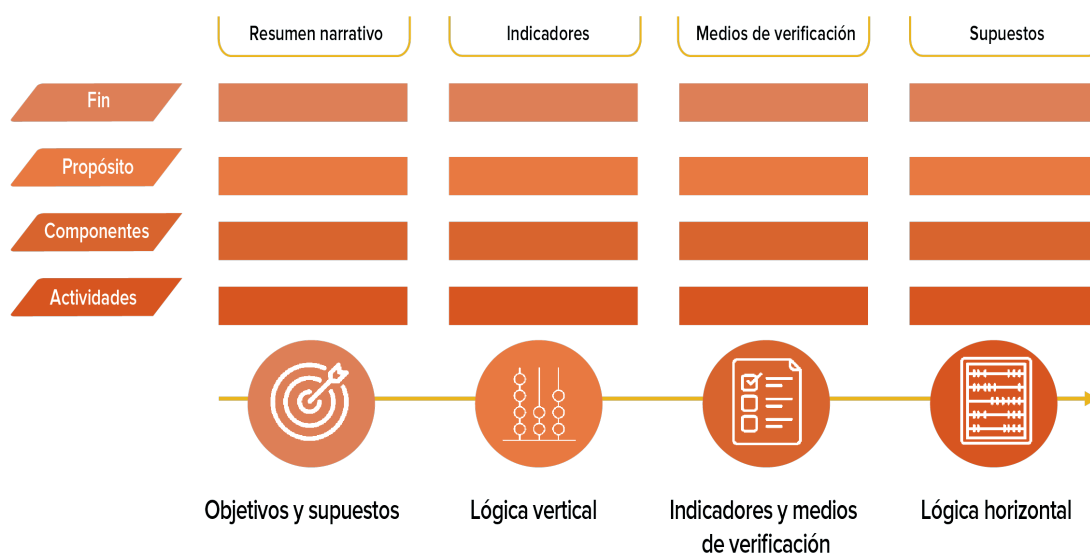 Resumen narrativo
Indicadores
Medios de verificación
Supuestos
Fin
Propósito
Componentes
Actividades
Objetivos y supuestos
Lógica vertical
Indicadores y medios
de verificación
Lógica horizontal